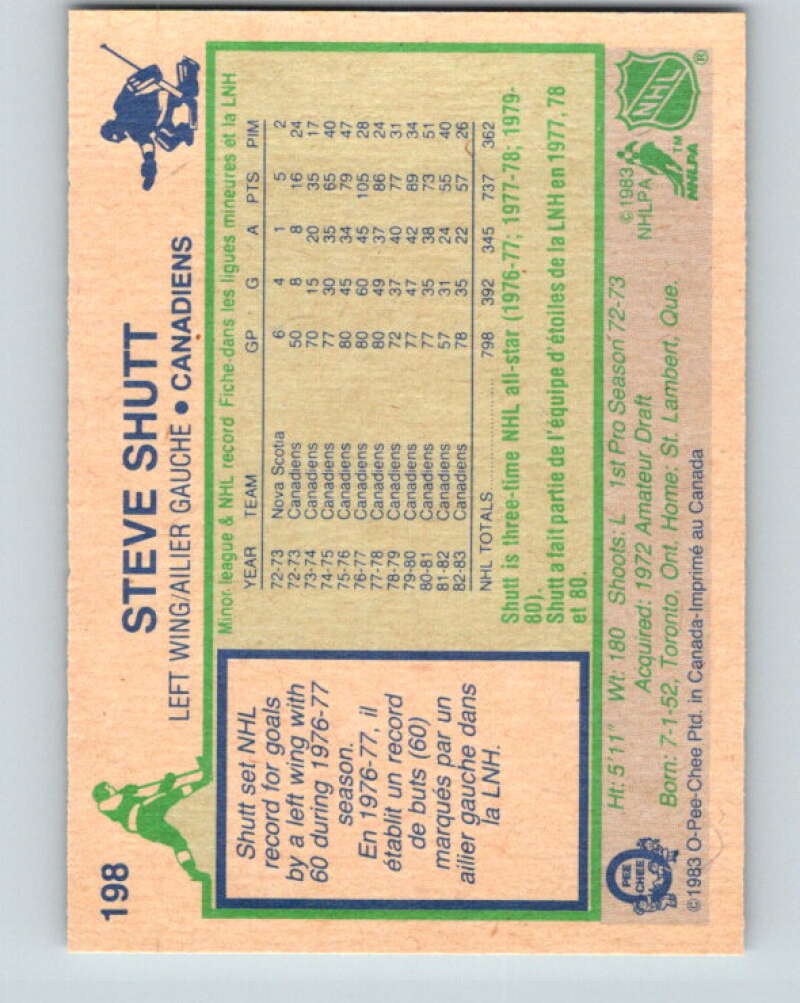 198
STEVE SHUTT
LEFT WING/AILIER GAUCHE • CANADIENS
Shutt set NHL
record for goals
by a left wing with
60 during 1976-77
season.
En 1976-77, il
établit un record
de buts (60)
marqués par un
ailier gauche dans
la LNH.
Minor league & NHL record Fiche dans les ligues mineures et la LNH
YEAR TEAM GP G A PTS PIM
72-73 Nova Scotia 6 4 1 5 2
72-73 Canadiens 50 8 8 16 24
73-74 Canadiens 70 15 20 35 17
74-75 Canadiens 77 30 35 65 40
75-76 Canadiens 80 45 34 79 47
76-77 Canadiens 80 60 45 105 28
77-78 Canadiens 80 49 37 86 24
78-79 Canadiens 72 37 40 77 31
79-80 Canadiens 77 47 42 89 34
80-81 Canadiens 77 35 38 73 51
81-82 Canadiens 57 31 24 55 40
82-83 Canadiens 78 35 22 57 26
NHL TOTALS 798 392 345 737 362
Shutt is three-time NHL all-star (1976-77; 1977-78; 1979-
80).
Shutt a fait partie de l'équipe d'étoiles de la LNH en 1977, 78
et 80.
O PEE CHEE
Ht: 5'11" Wt: 180 Shoots: L 1st Pro Season 72-73
Acquired: 1972 Amateur Draft
Born: 7-1-52, Toronto, Ont. Home: St. Lambert, Que.
©1983 O-Pee-Chee Ptd. in Canada-Imprimé au Canada
©1983
NHLPA
NHL ®
NHLPA TM